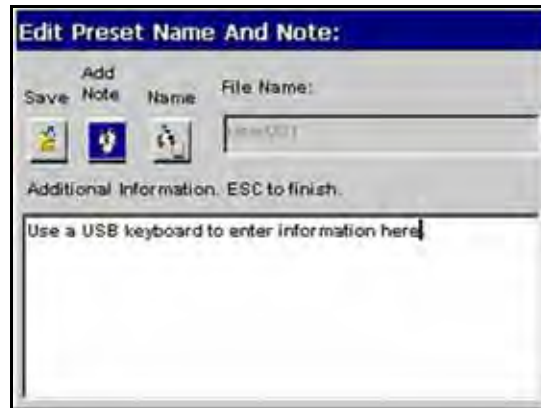 Edit Preset Name And Note:
Add
Save Note Name File Name:
Additional Information. ESC to finish.
Use a USB keyboard to enter information here